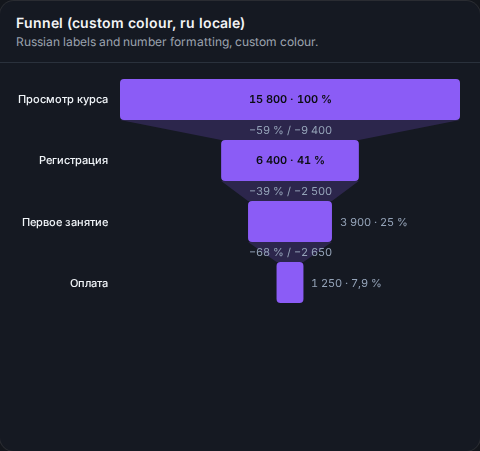 Funnel (custom colour, ru locale)
Russian labels and number formatting, custom colour.
Просмотр курса
15 800 · 100 %
−59 % / −9 400
Регистрация
6 400 · 41 %
−39 % / −2 500
Первое занятие
3 900 · 25 %
−68 % / −2 650
Оплата
1 250 · 7,9 %